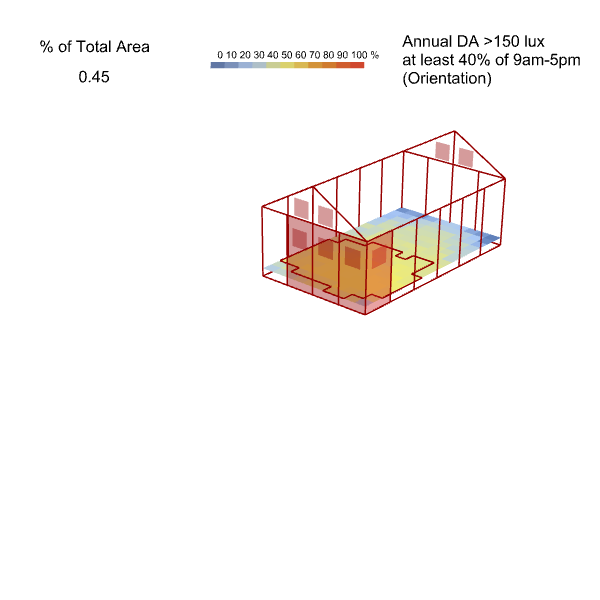 % of Total Area
0.45
0 10 20 30 40 50 60 70 80 90 100 %
Annual DA >150 lux
at least 40% of 9am-5pm
(Orientation)